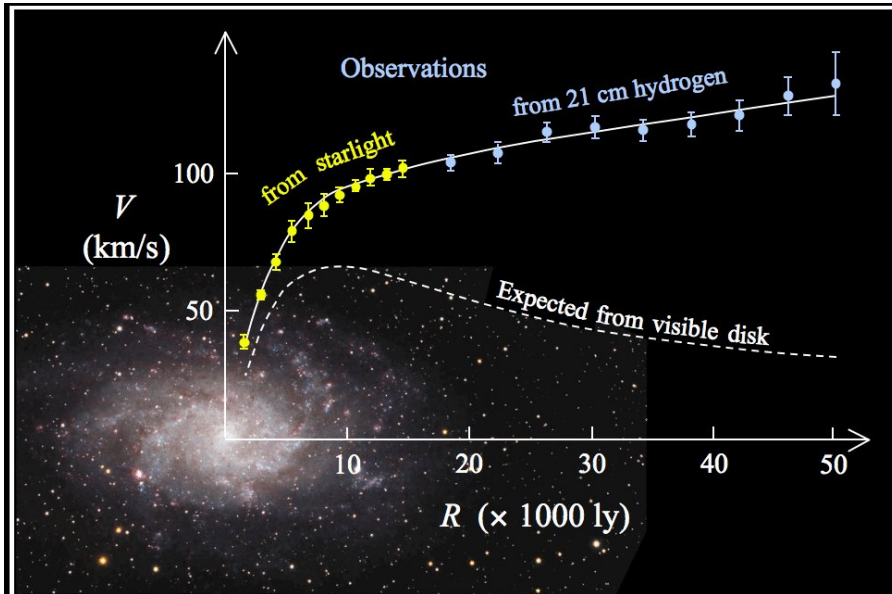 Observations
from 21 cm hydrogen
from starlight
100
V
(km/s)
50
Expected from visible disk
10 20 30 40 50
R (× 1000 ly)